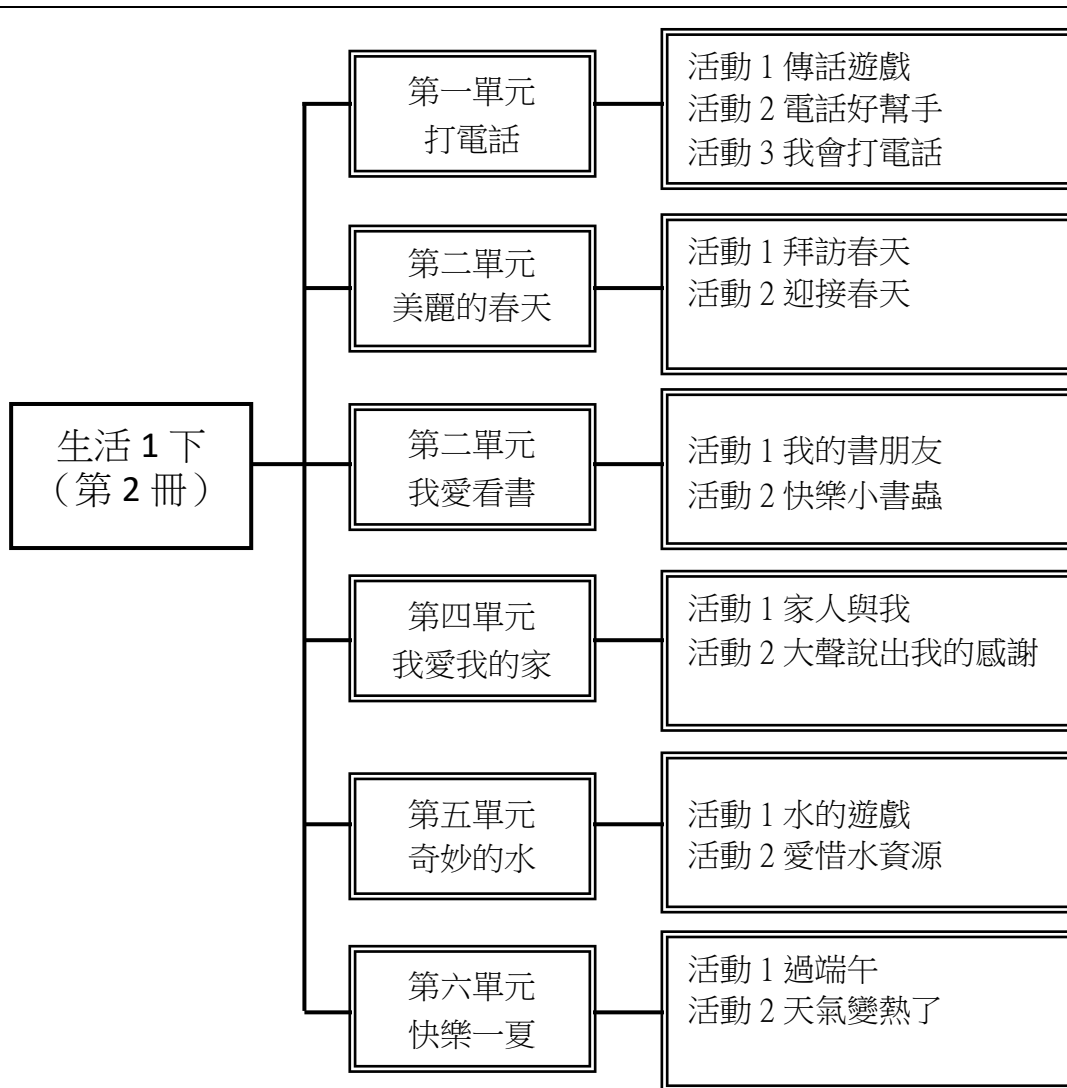 生活 1 下
（第 2 冊）
第一單元
打電話
活動 1 傳話遊戲
活動 2 電話好幫手
活動 3 我會打電話
第二單元
美麗的春天
活動 1 拜訪春天
活動 2 迎接春天
第二單元
我愛看書
活動 1 我的書朋友
活動 2 快樂小書蟲
第四單元
我愛我的家
活動 1 家人與我
活動 2 大聲說出我的感謝
第五單元
奇妙的水
活動 1 水的遊戲
活動 2 愛惜水資源
第六單元
快樂一夏
活動 1 過端午
活動 2 天氣變熱了